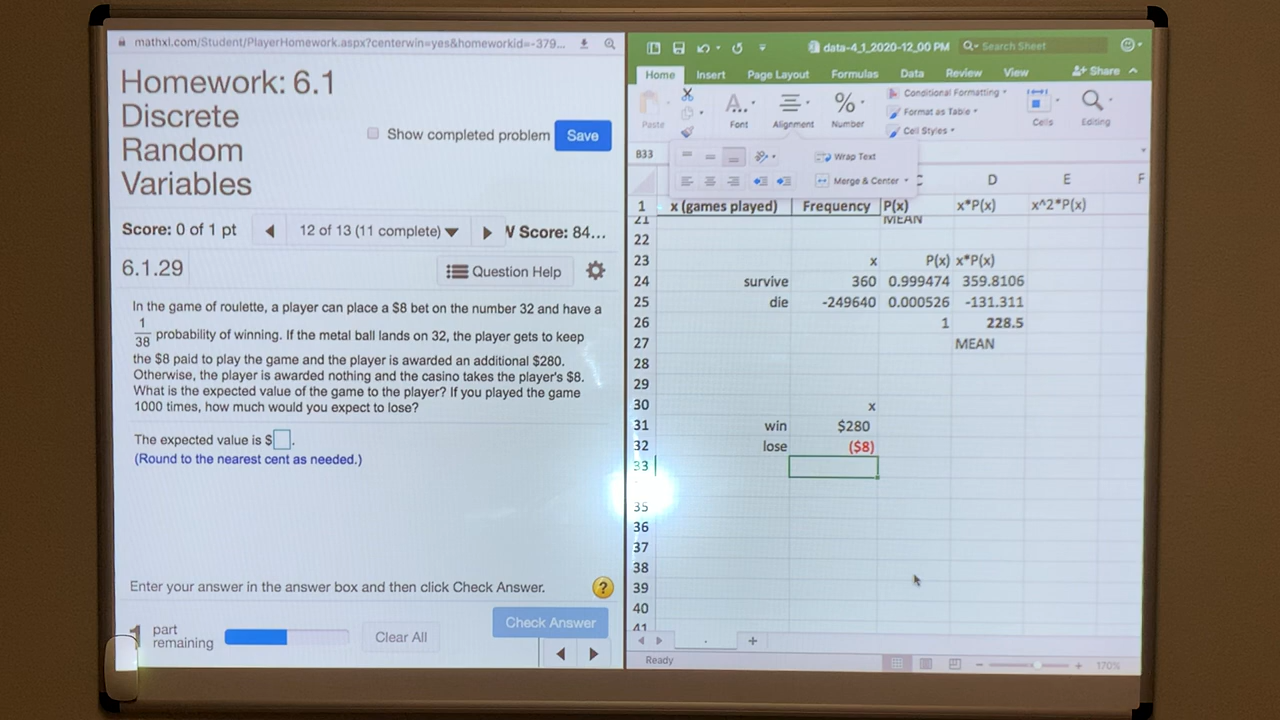 mathxl.com/Student/PlayerHomework.aspx?centerwin=yes&homeworkid=-379...
Homework: 6.1
Discrete
Random
Variables
Show completed problem
Save
Score: 0 of 1 pt
12 of 13 (11 complete)
Score: 84...
6.1.29
Question Help
In the game of roulette, a player can place a $8 bet on the number 32 and have a
1
38 probability of winning. If the metal ball lands on 32, the player gets to keep
the $8 paid to play the game and the player is awarded an additional $280.
Otherwise, the player is awarded nothing and the casino takes the player's $8.
What is the expected value of the game to the player? If you played the game
1000 times, how much would you expect to lose?
The expected value is $ .
(Round to the nearest cent as needed.)
Enter your answer in the answer box and then click Check Answer.
?
1 part
remaining
Clear All
Check Answer
data-4_1_2020-12_00 PM
Search Sheet
Home Insert Page Layout Formulas Data Review View
+ Share
Paste
A...
Font
Alignment
%
Number
Conditional Formatting
Format as Table
Cell Styles
Cells
Editing
B33
Wrap Text
Merge & Center
C D E F
1 x (games played) Frequency P(x) x*P(x) x^2*P(x)
21 MEAN
22
23 x P(x) x*P(x)
24 survive 360 0.999474 359.8106
25 die -249640 0.000526 -131.311
26 1 228.5
27 MEAN
28
29
30 x
31 win $280
32 lose ($8)
33
35
36
37
38
39
40
41
Ready
170%